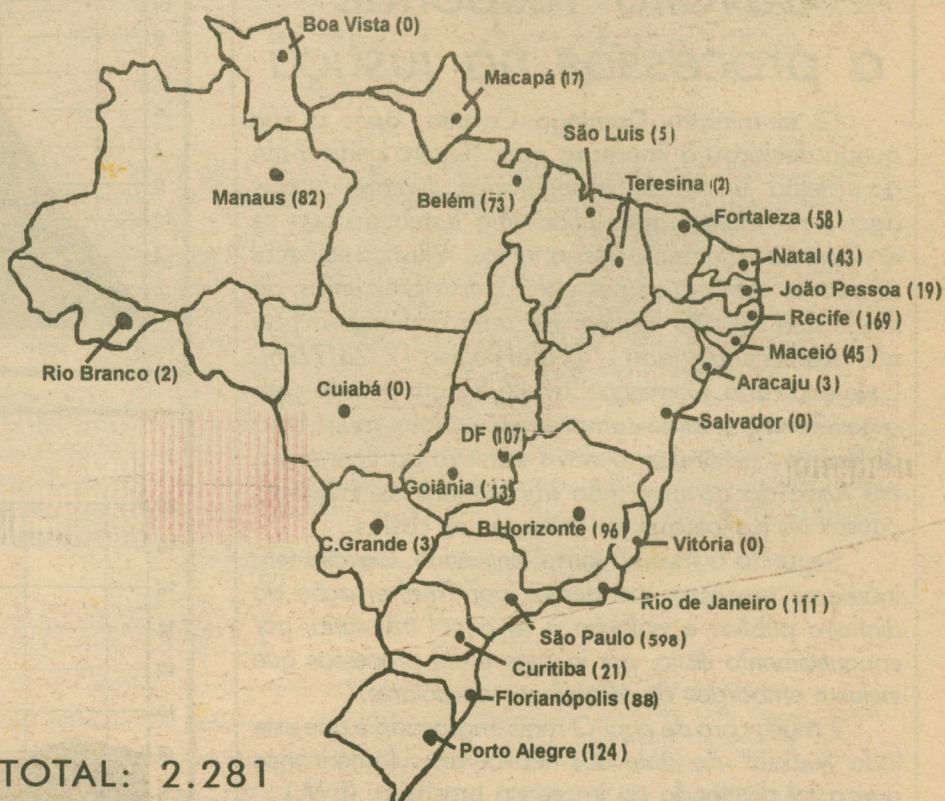 Boa Vista (0)
Macapá (17)
São Luis (5)
Teresina (2)
Manaus (82)
Belém (73)
Fortaleza (58)
Natal (43)
João Pessoa (19)
Recife (169)
Maceió (45)
Rio Branco (2)
Aracaju (3)
Cuiabá (0)
Salvador (0)
DF (107)
Goiânia (13)
B.Horizonte (96)
C.Grande (3)
Vitória (0)
Rio de Janeiro (111)
São Paulo (598)
Curitiba (21)
Florianópolis (88)
Porto Alegre (124)
TOTAL: 2.281